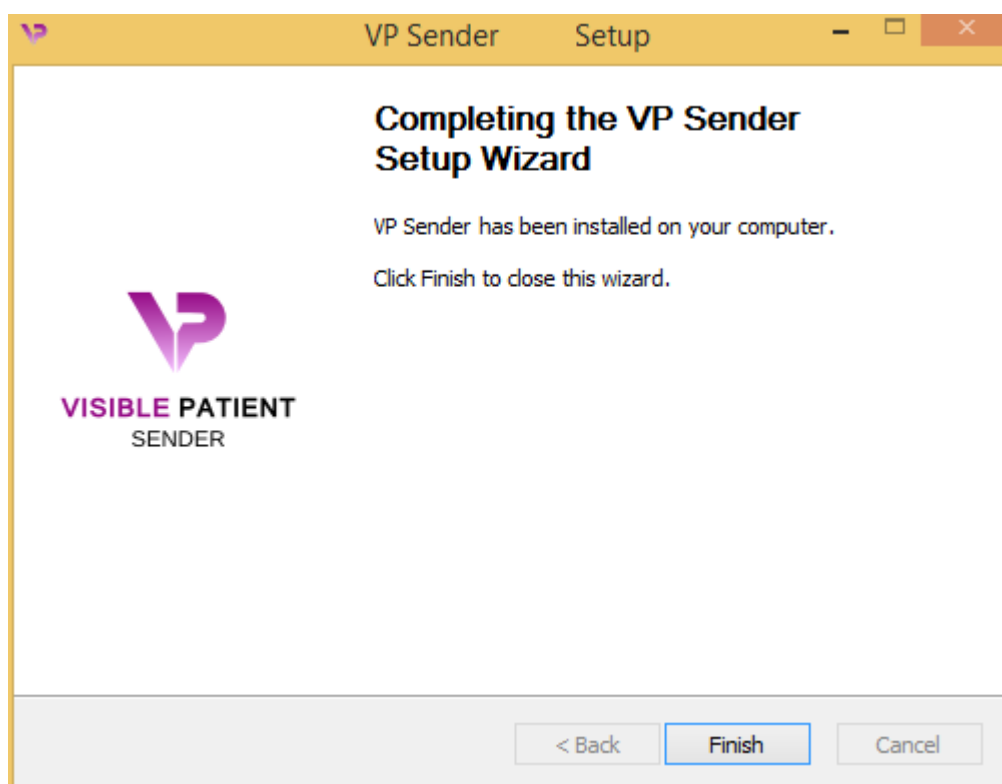 VP Sender Setup
Completing the VP Sender
Setup Wizard
VP Sender has been installed on your computer.
Click Finish to close this wizard.
VP
VISIBLE PATIENT
SENDER
< Back
Finish
Cancel